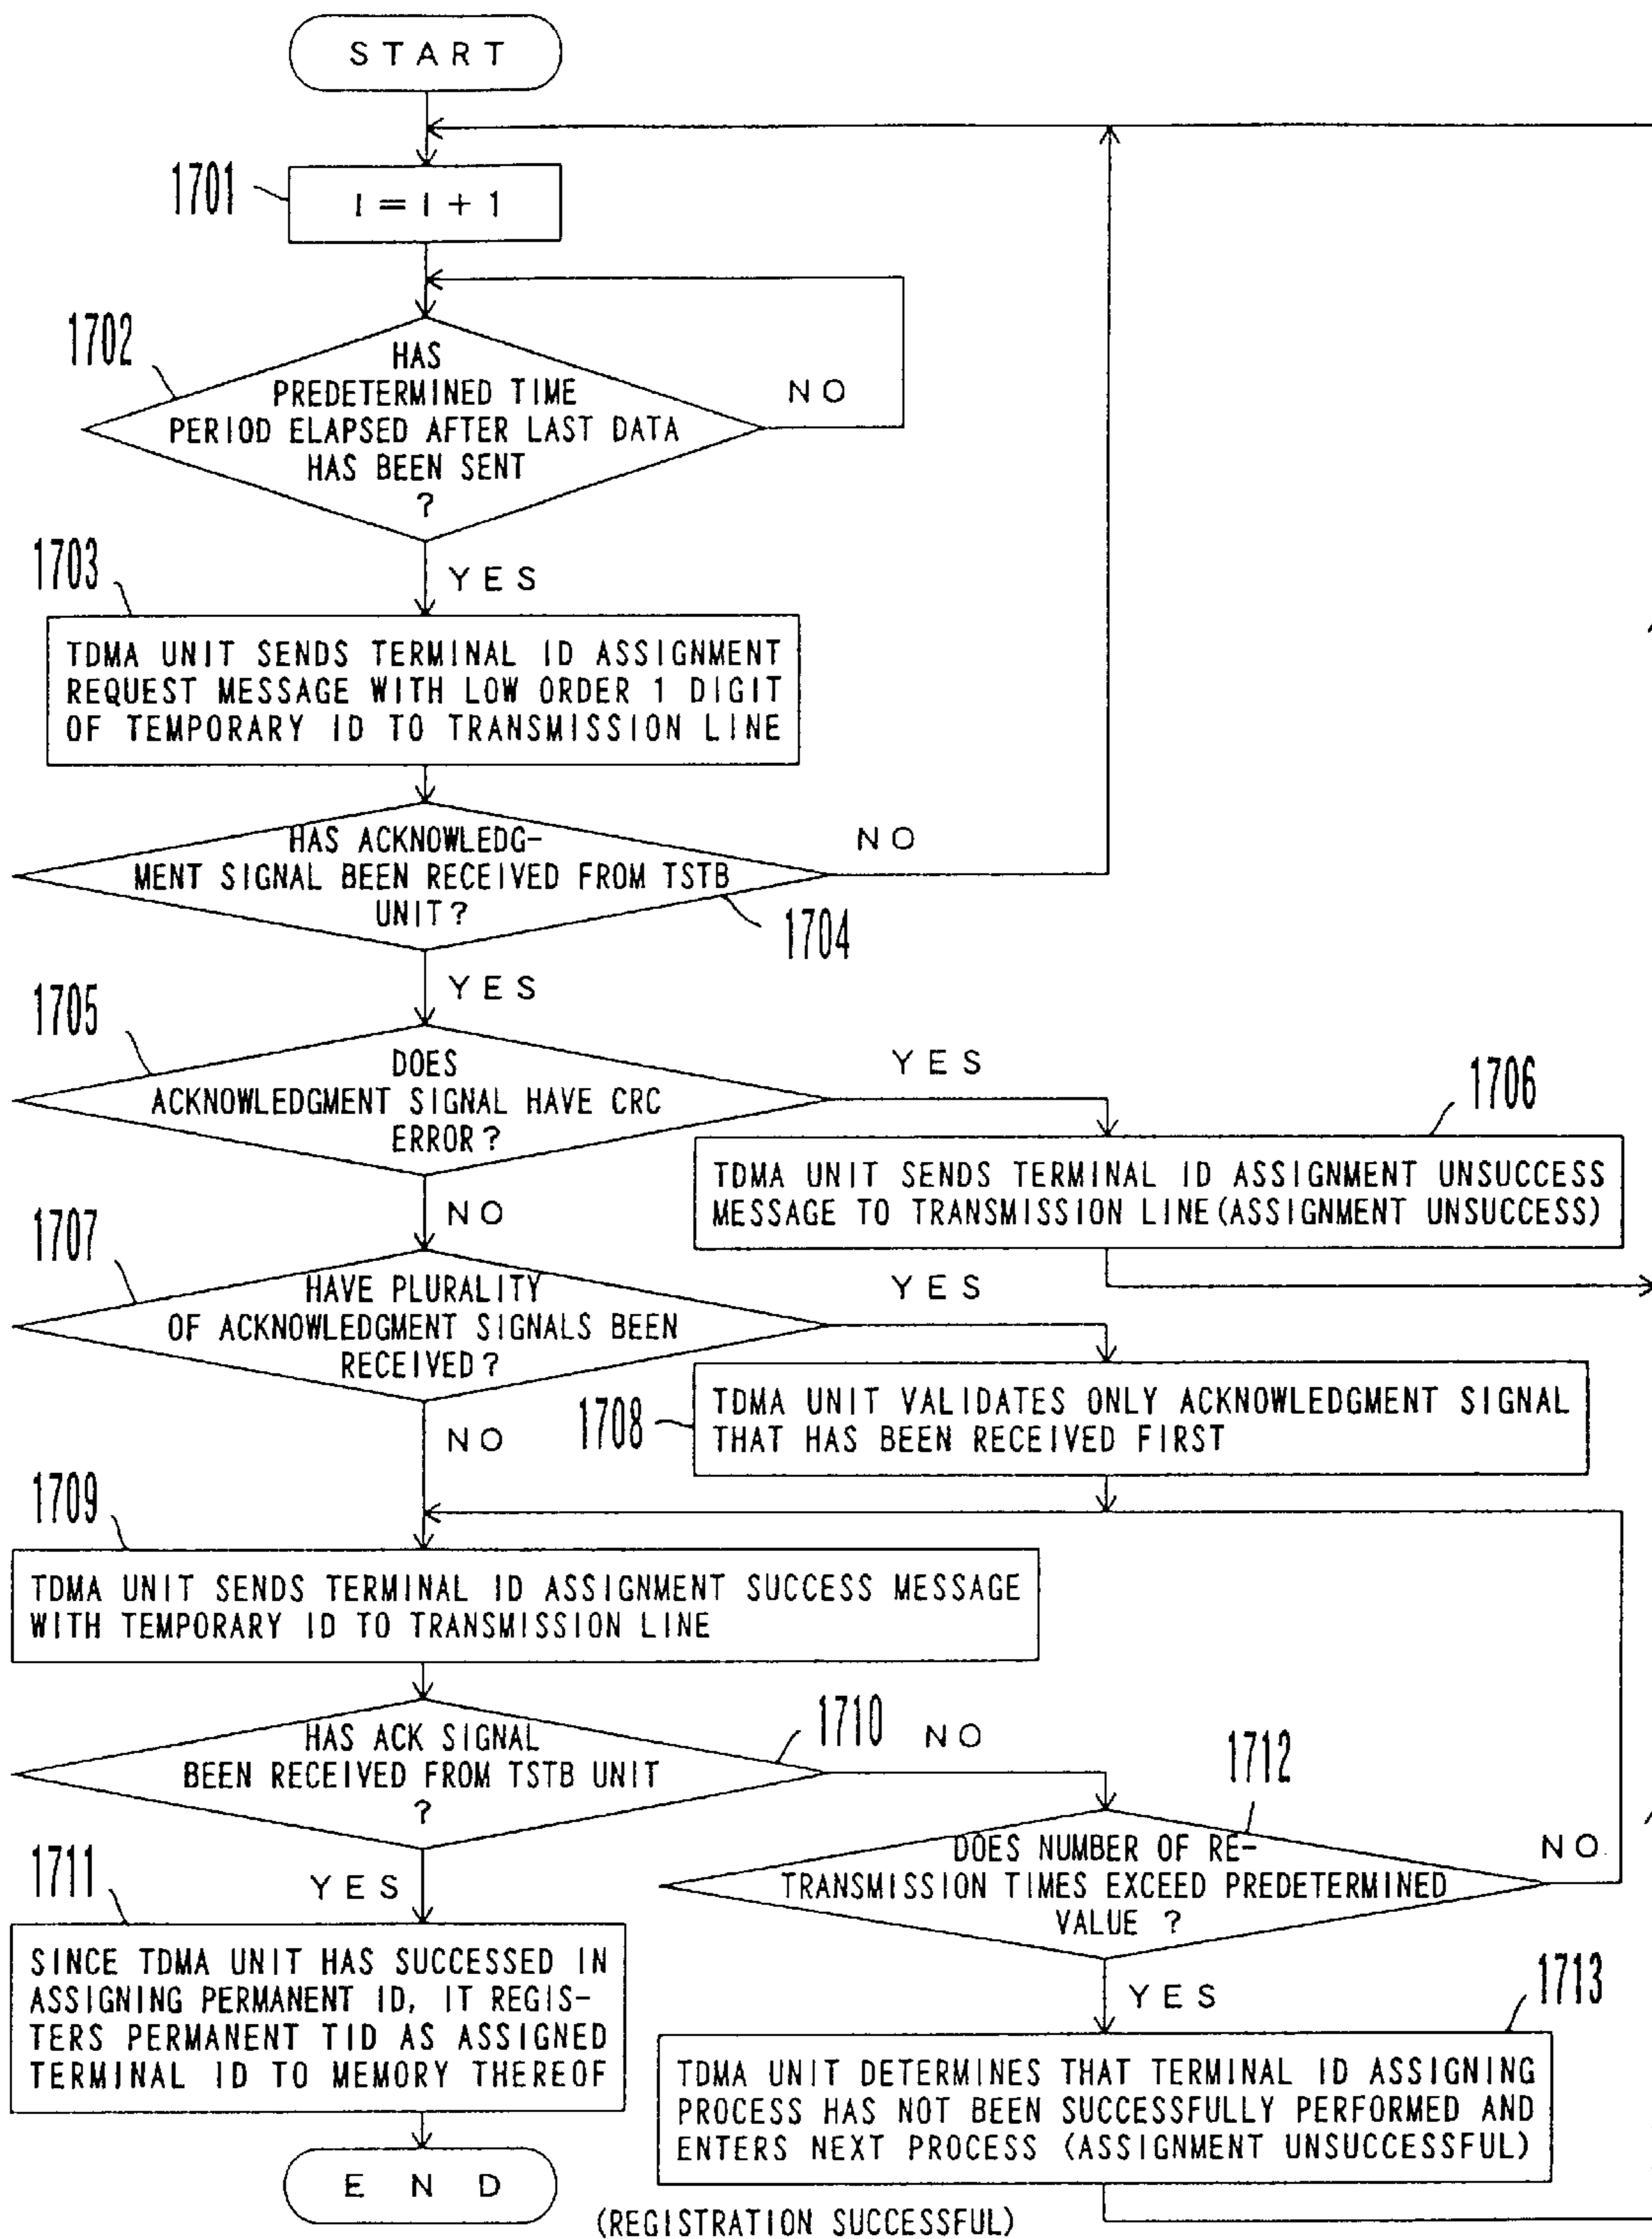 START
1701
I = I + 1
1702
HAS
PREDETERMINED TIME
PERIOD ELAPSED AFTER LAST DATA
HAS BEEN SENT
?
NO
YES
1703
TDMA UNIT SENDS TERMINAL ID ASSIGNMENT
REQUEST MESSAGE WITH LOW ORDER 1 DIGIT
OF TEMPORARY ID TO TRANSMISSION LINE
HAS ACKNOWLEDG-
MENT SIGNAL BEEN RECEIVED FROM TSTB
UNIT?
NO
1704
YES
1705
DOES
ACKNOWLEDGMENT SIGNAL HAVE CRC
ERROR?
YES
1706
TDMA UNIT SENDS TERMINAL ID ASSIGNMENT UNSUCCESS
MESSAGE TO TRANSMISSION LINE(ASSIGNMENT UNSUCCESS)
NO
1707
HAVE PLURALITY
OF ACKNOWLEDGMENT SIGNALS BEEN
RECEIVED?
YES
1708
TDMA UNIT VALIDATES ONLY ACKNOWLEDGMENT SIGNAL
THAT HAS BEEN RECEIVED FIRST
NO
1709
TDMA UNIT SENDS TERMINAL ID ASSIGNMENT SUCCESS MESSAGE
WITH TEMPORARY ID TO TRANSMISSION LINE
HAS ACK SIGNAL
BEEN RECEIVED FROM TSTB UNIT
?
1710
NO
1712
DOES NUMBER OF RE-
TRANSMISSION TIMES EXCEED PREDETERMINED
VALUE ?
NO
YES
1711
SINCE TDMA UNIT HAS SUCCESSED IN
ASSIGNING PERMANENT ID, IT REGIS-
TERS PERMANENT TID AS ASSIGNED
TERMINAL ID TO MEMORY THEREOF
YES
1713
TDMA UNIT DETERMINES THAT TERMINAL ID ASSIGNING
PROCESS HAS NOT BEEN SUCCESSFULLY PERFORMED AND
ENTERS NEXT PROCESS (ASSIGNMENT UNSUCCESSFUL)
END
(REGISTRATION SUCCESSFUL)